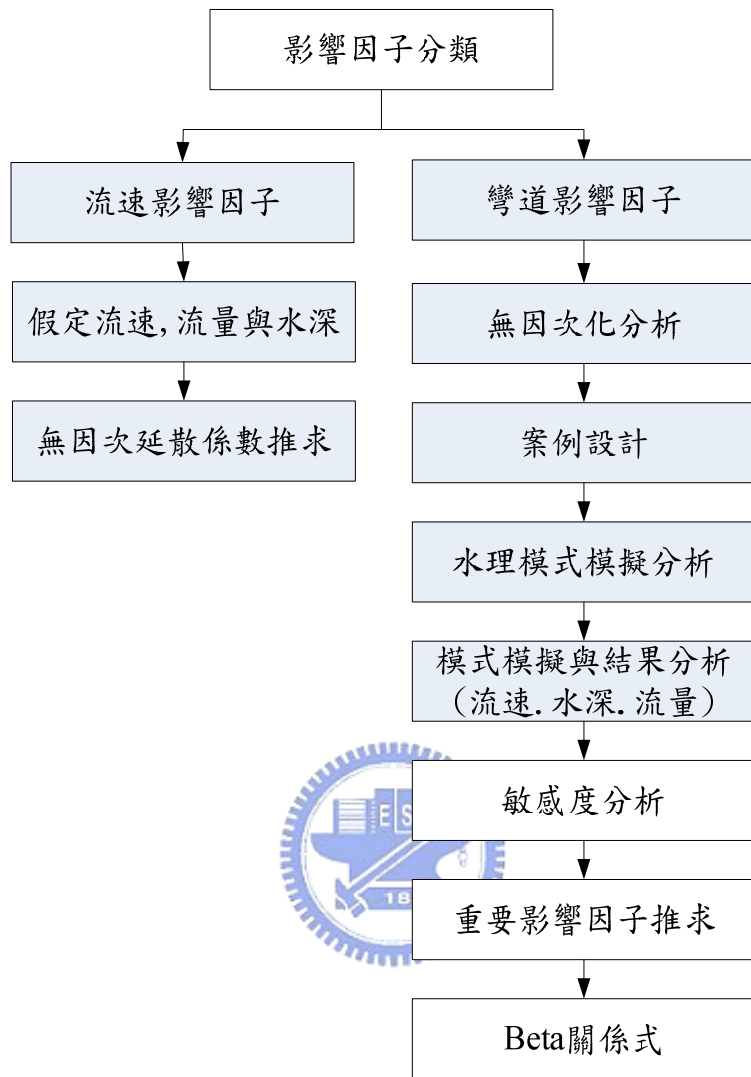 影響因子分類
流速影響因子
假定流速,流量與水深
無因次延散係數推求
彎道影響因子
無因次化分析
案例設計
水理模式模擬分析
模式模擬與結果分析
(流速.水深.流量)
敏感度分析
重要影響因子推求
Beta關係式
E S
18